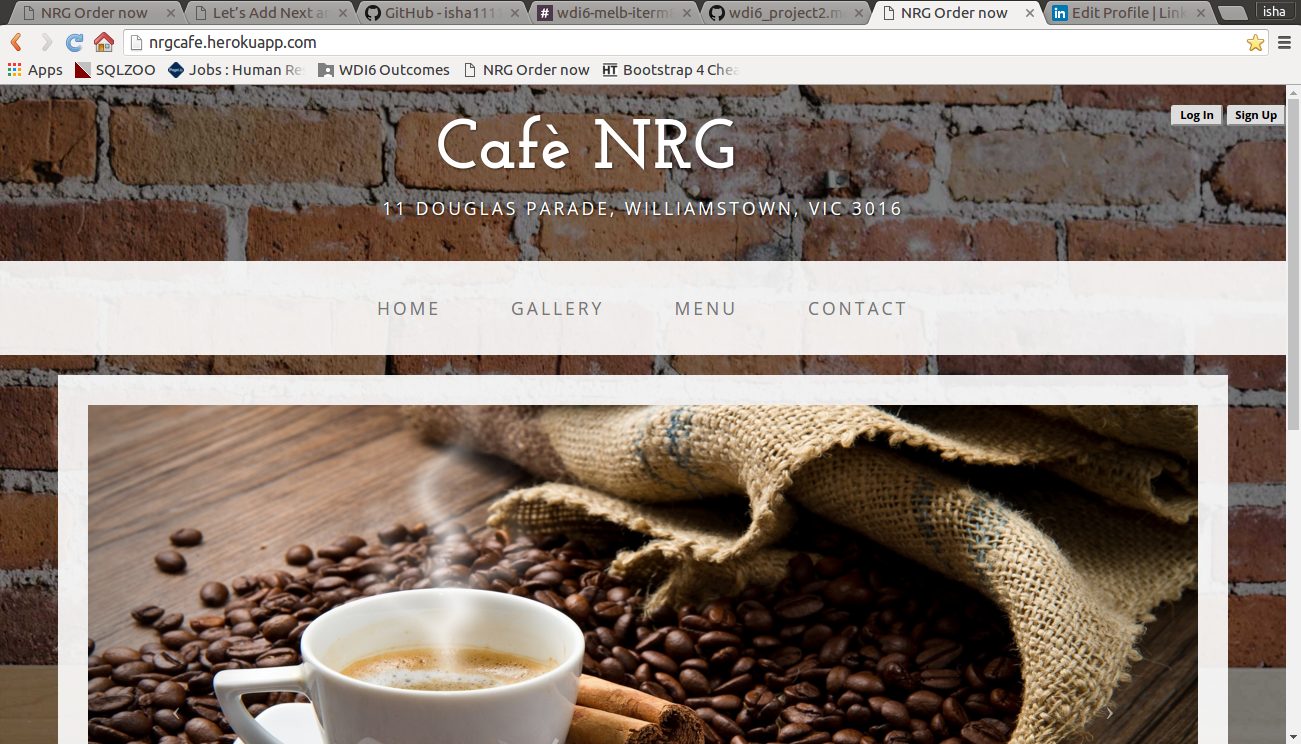 NRG Order now
Let's Add Next a
GitHub - isha111
wdi6-melb-iterm
wdi6_project2.m
NRG Order now
Edit Profile | Link
isha
nrgcafe.herokuapp.com
Apps
SQLZOO
Jobs : Human Re
WDI6 Outcomes
NRG Order now
HT Bootstrap 4 Chea
Log In
Sign Up
Cafè NRG
11 DOUGLAS PARADE, WILLIAMSTOWN, VIC 3016
HOME
GALLERY
MENU
CONTACT